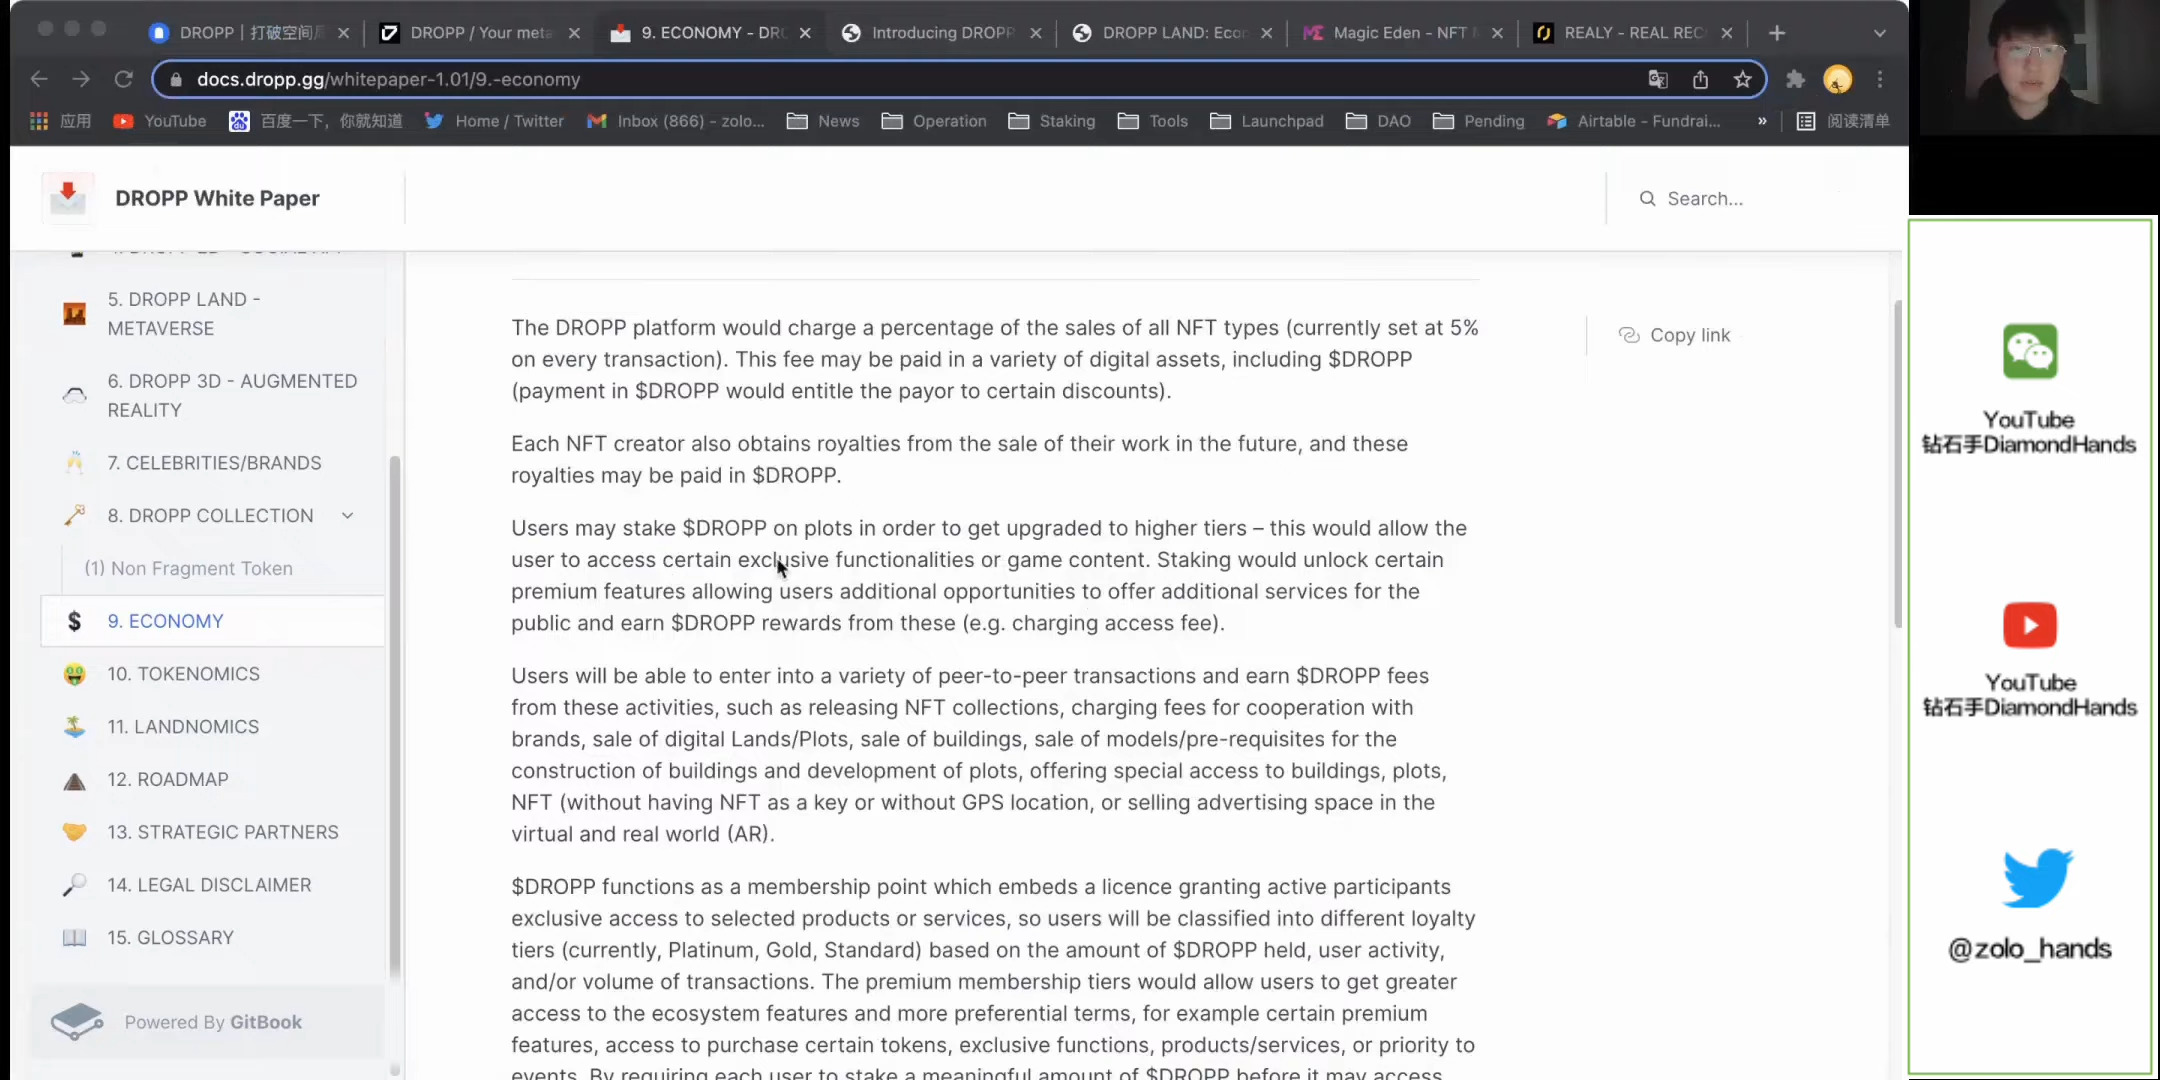 DROPP | 打破空间
DROPP / Your meta
9. ECONOMY - DR
Introducing DROPP
DROPP LAND: Econ
Magic Eden - NFT
REALY - REAL REC
docs.dropp.gg/whitepaper-1.01/9.-economy
应用
YouTube
百度一下，你就知道
Home / Twitter
Inbox (866) - zolo...
News
Operation
Staking
Tools
Launchpad
DAO
Pending
Airtable - Fundrai...
»
阅读清单
DROPP White Paper
Search...
5. DROPP LAND -
METAVERSE
6. DROPP 3D - AUGMENTED
REALITY
7. CELEBRITIES/BRANDS
8. DROPP COLLECTION
(1) Non Fragment Token
9. ECONOMY
10. TOKENOMICS
11. LANDNOMICS
12. ROADMAP
13. STRATEGIC PARTNERS
14. LEGAL DISCLAIMER
15. GLOSSARY
Powered By GitBook
The DROPP platform would charge a percentage of the sales of all NFT types (currently set at 5%
on every transaction). This fee may be paid in a variety of digital assets, including $DROPP
(payment in $DROPP would entitle the payor to certain discounts).
Each NFT creator also obtains royalties from the sale of their work in the future, and these
royalties may be paid in $DROPP.
Users may stake $DROPP on plots in order to get upgraded to higher tiers – this would allow the
user to access certain exclusive functionalities or game content. Staking would unlock certain
premium features allowing users additional opportunities to offer additional services for the
public and earn $DROPP rewards from these (e.g. charging access fee).
Users will be able to enter into a variety of peer-to-peer transactions and earn $DROPP fees
from these activities, such as releasing NFT collections, charging fees for cooperation with
brands, sale of digital Lands/Plots, sale of buildings, sale of models/pre-requisites for the
construction of buildings and development of plots, offering special access to buildings, plots,
NFT (without having NFT as a key or without GPS location, or selling advertising space in the
virtual and real world (AR).
$DROPP functions as a membership point which embeds a licence granting active participants
exclusive access to selected products or services, so users will be classified into different loyalty
tiers (currently, Platinum, Gold, Standard) based on the amount of $DROPP held, user activity,
and/or volume of transactions. The premium membership tiers would allow users to get greater
access to the ecosystem features and more preferential terms, for example certain premium
features, access to purchase certain tokens, exclusive functions, products/services, or priority to
events. By requiring each user to stake a meaningful amount of $DROPP before it may access
Copy link
YouTube
钻石手DiamondHands
YouTube
钻石手DiamondHands
@zolo_hands